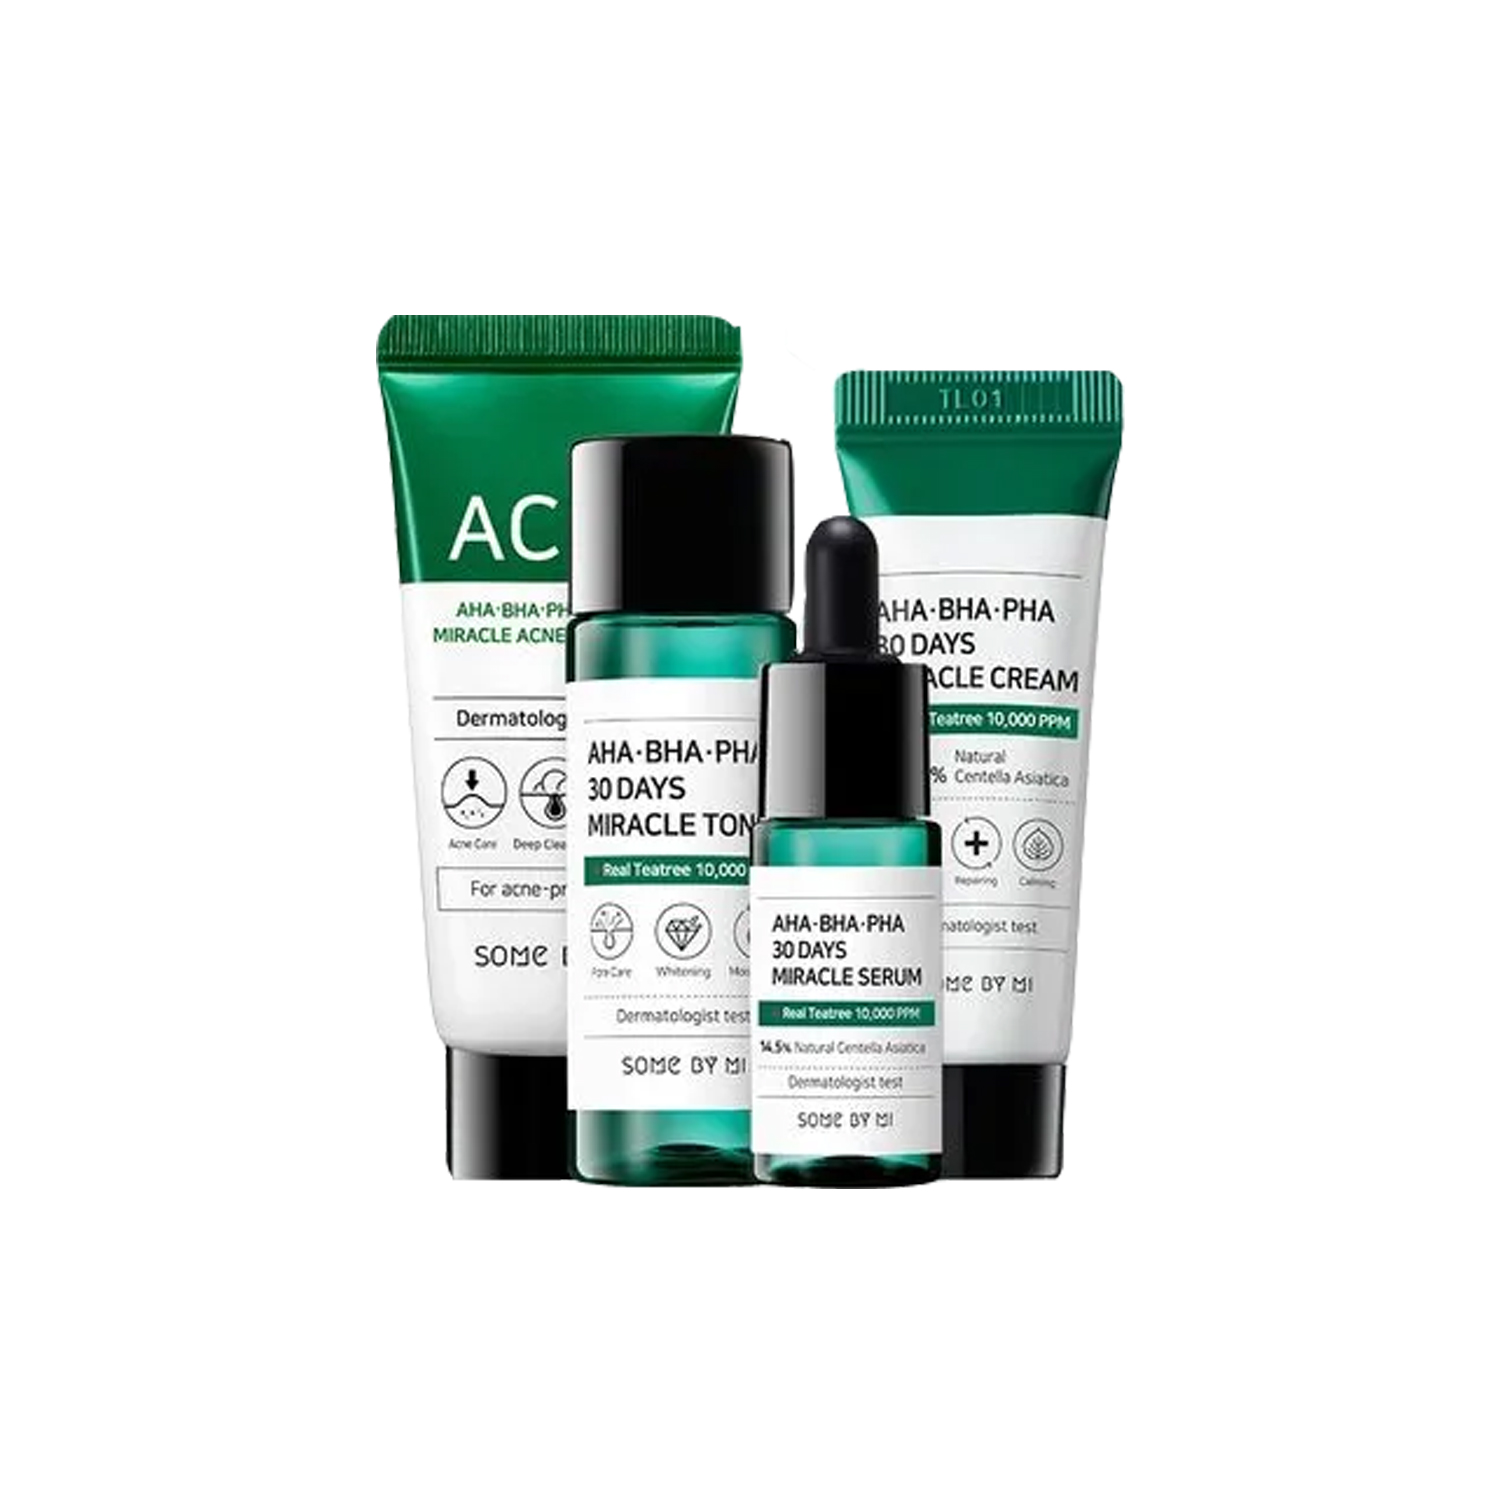 AC
AHA·BHA·PH
MIRACLE ACNE
Dermatolog
Acne Care
Deep Clea
For acne-pr
SOME B
AHA·BHA·PHA
30 DAYS
MIRACLE TON
Real Teatree 10,000
Pore Care
Whitening
Mois
Dermatologist test
SOME BY MI
AHA·BHA·PHA
30 DAYS
MIRACLE SERUM
Real Teatree 10,000 PPM
14.5% Natural Centella Asiatica
Dermatologist test
SOME BY MI
TL01
AHA·BHA·PHA
30 DAYS
ACLE CREAM
Teatree 10,000 PPM
Natural
% Centella Asiatica
Repairing
Calming
matologist test
OME BY MI